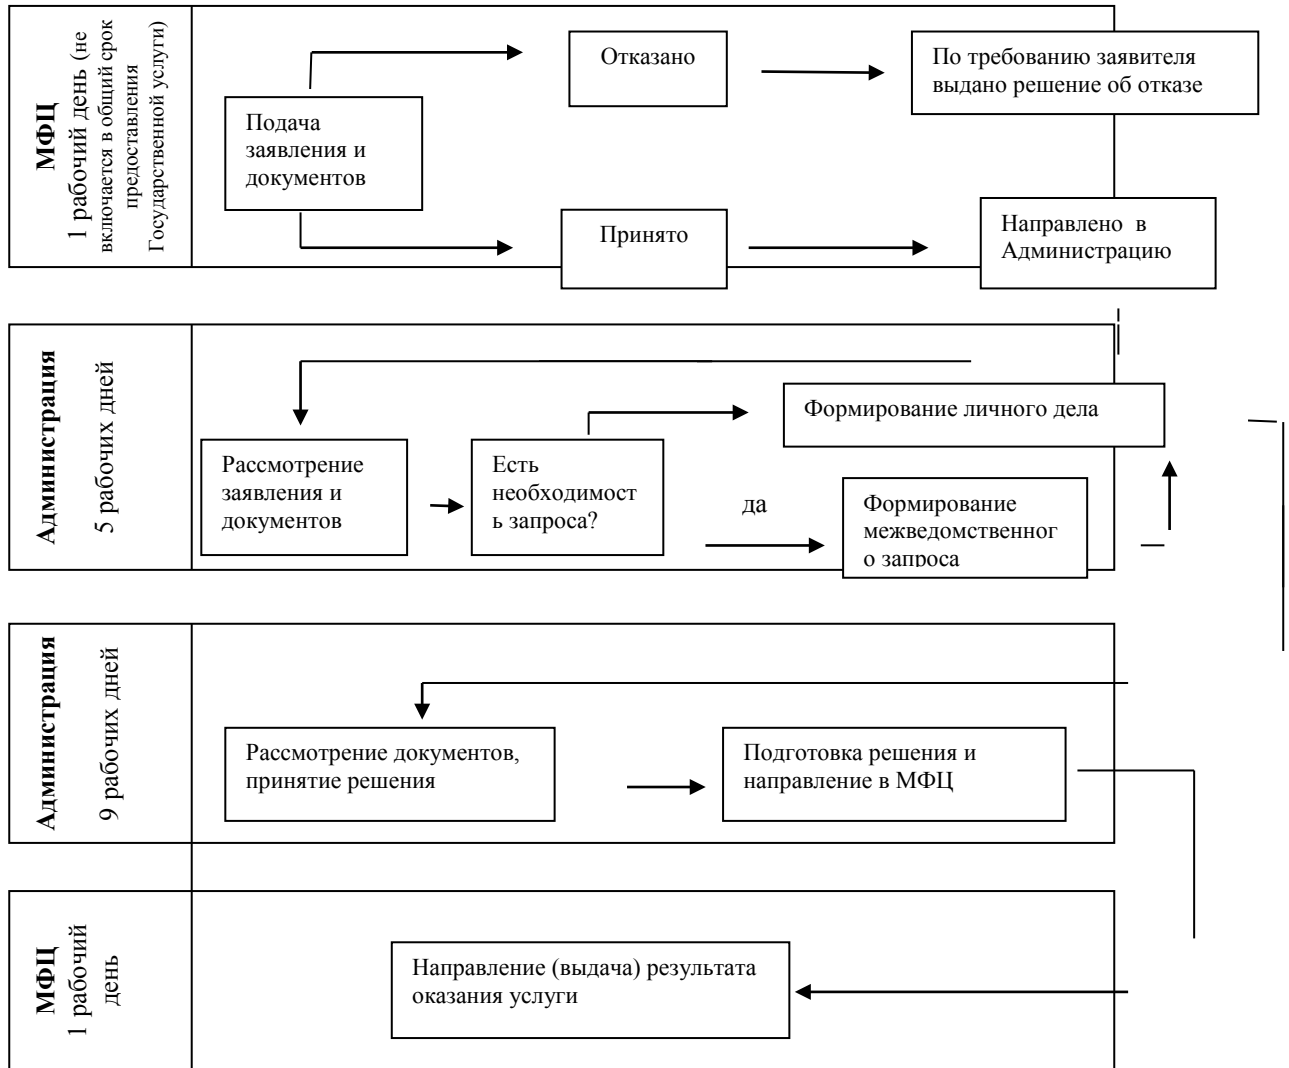 МФЦ
1 рабочий день (не
включается в общий срок
предоставления
Государственной услуги)
Отказано
По требованию заявителя
выдано решение об отказе
Подача
заявления и
документов
Принято
Направлено в
Администрацию
Администрация
5 рабочих дней
Формирование личного дела
Рассмотрение
заявления и
документов
Есть
необходимост
ь запроса?
да
Формирование
межведомственног
о запроса
Администрация
9 рабочих дней
Рассмотрение документов,
принятие решения
Подготовка решения и
направление в МФЦ
МФЦ
1 рабочий
день
Направление (выдача) результата
оказания услуги